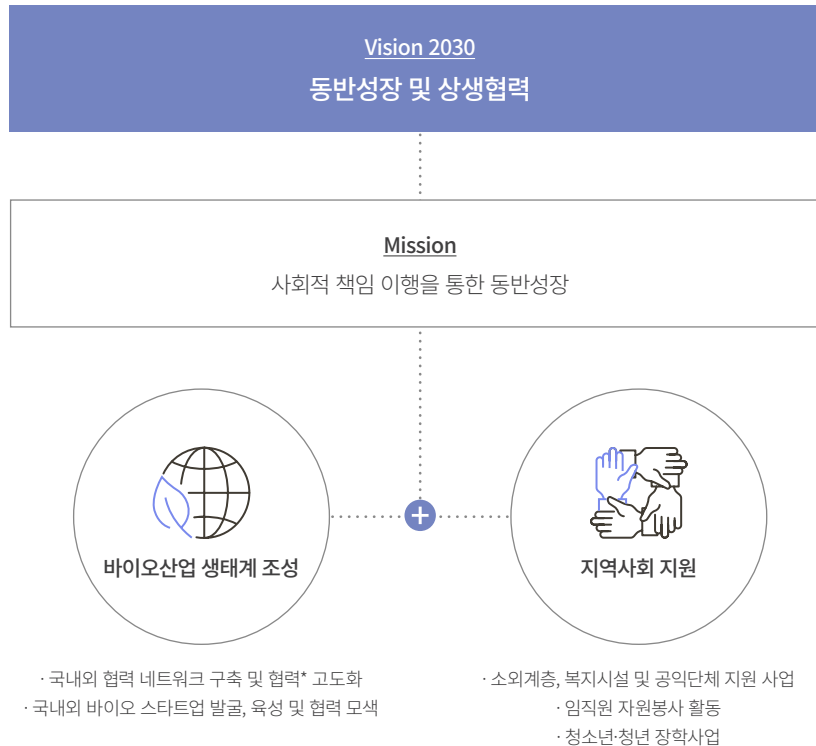 Vision 2030
동반성장 및 상생협력
Mission
사회적 책임 이행을 통한 동반성장
바이오산업 생태계 조성
· 국내외 협력 네트워크 구축 및 협력* 고도화
· 국내외 바이오 스타트업 발굴, 육성 및 협력 모색
지역사회 지원
· 소외계층, 복지시설 및 공익단체 지원 사업
· 임직원 자원봉사 활동
· 청소년·청년 장학사업